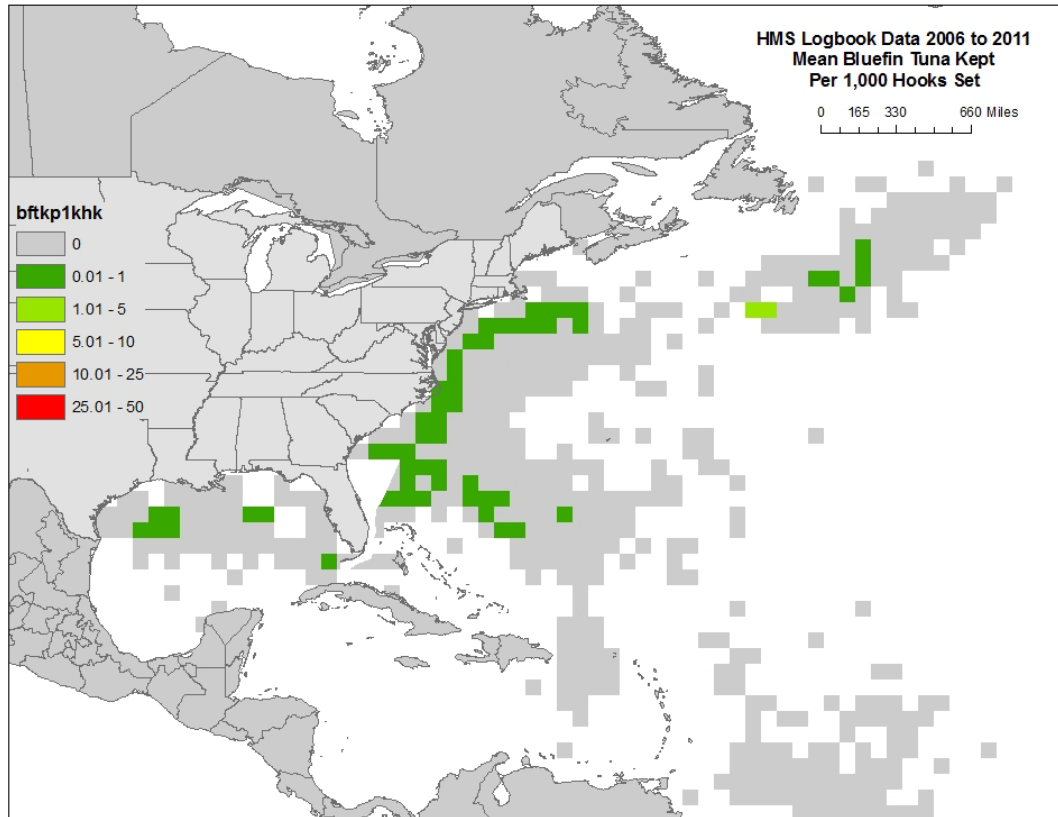 HMS Logbook Data 2006 to 2011
Mean Bluefin Tuna Kept
Per 1,000 Hooks Set
0 165 330 660 Miles
bftkp1khk
0
0.01 - 1
1.01 - 5
5.01 - 10
10.01 - 25
25.01 - 50